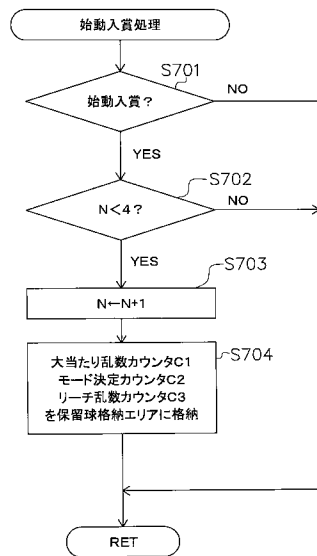 始動入賞処理
S701
始動入賞？
NO
YES
S702
N<4？
NO
YES
S703
N←N+1
S704
大当たり乱数カウンタC1
モード決定カウンタC2
リーチ乱数カウンタC3
を保留球格納エリアに格納
RET